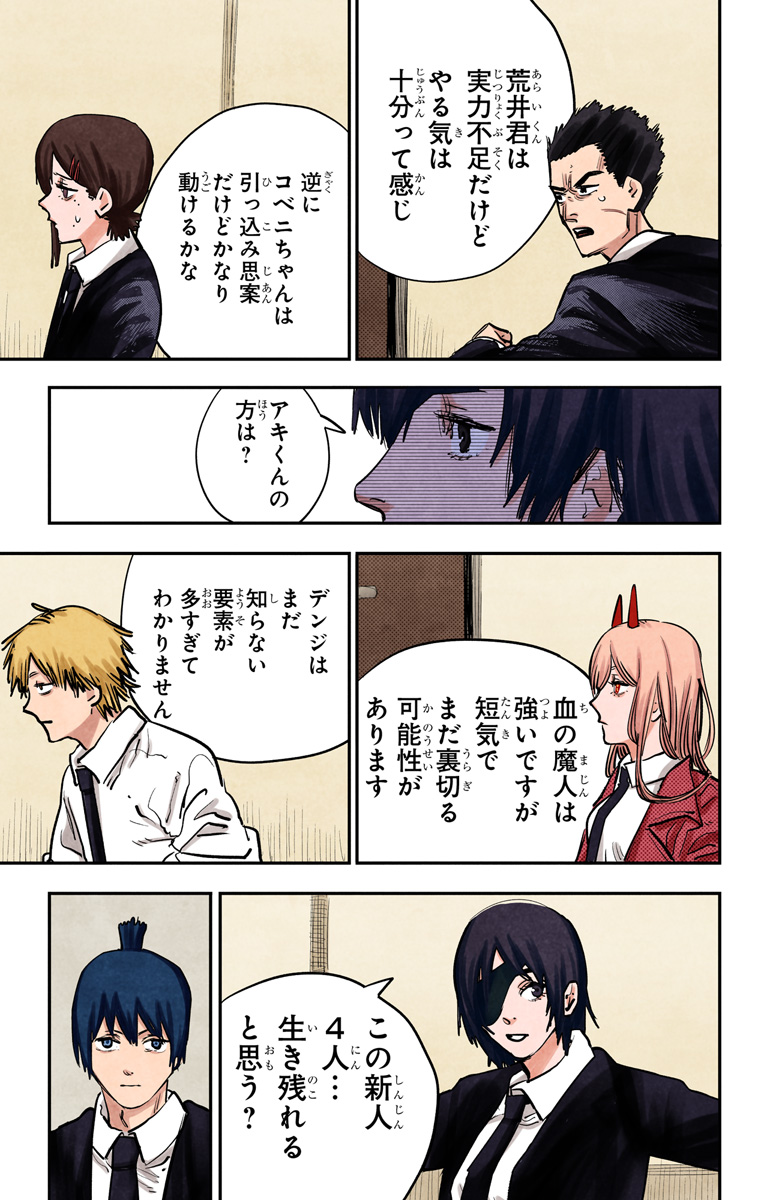 荒井君は
実力不足だけど
やる気は
十分って感じ
逆に
コベニちゃんは
引っ込み思案
だけどかなり
動けるかな
アキくんの
方は？
血の魔人は
強いですが
短気で
まだ裏切る
可能性が
あります
デンジは
まだ
知らない
要素が
多すぎて
わかりません
この新人
４人…
生き残れる
と思う？